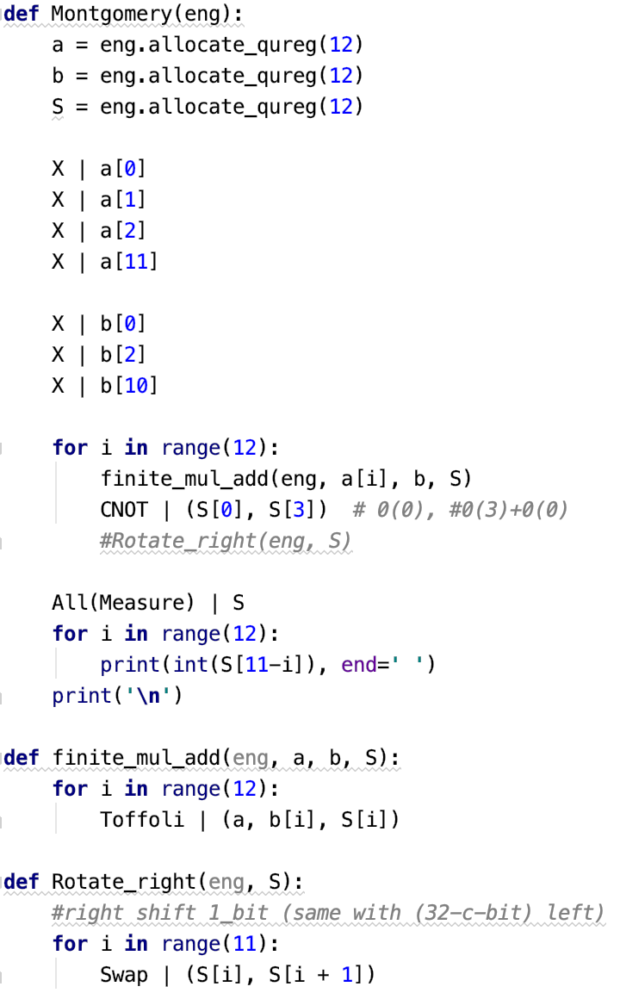 def Montgomery(eng):
    a = eng.allocate_qureg(12)
    b = eng.allocate_qureg(12)
    S = eng.allocate_qureg(12)

    X | a[0]
    X | a[1]
    X | a[2]
    X | a[11]

    X | b[0]
    X | b[2]
    X | b[10]

    for i in range(12):
        finite_mul_add(eng, a[i], b, S)
        CNOT | (S[0], S[3])  # 0(0), #0(3)+0(0)
        #Rotate_right(eng, S)

    All(Measure) | S
    for i in range(12):
        print(int(S[11-i]), end=' ')
    print('\n')

def finite_mul_add(eng, a, b, S):
    for i in range(12):
        Toffoli | (a, b[i], S[i])

def Rotate_right(eng, S):
    #right shift 1_bit (same with (32-c-bit) left)
    for i in range(11):
        Swap | (S[i], S[i + 1])